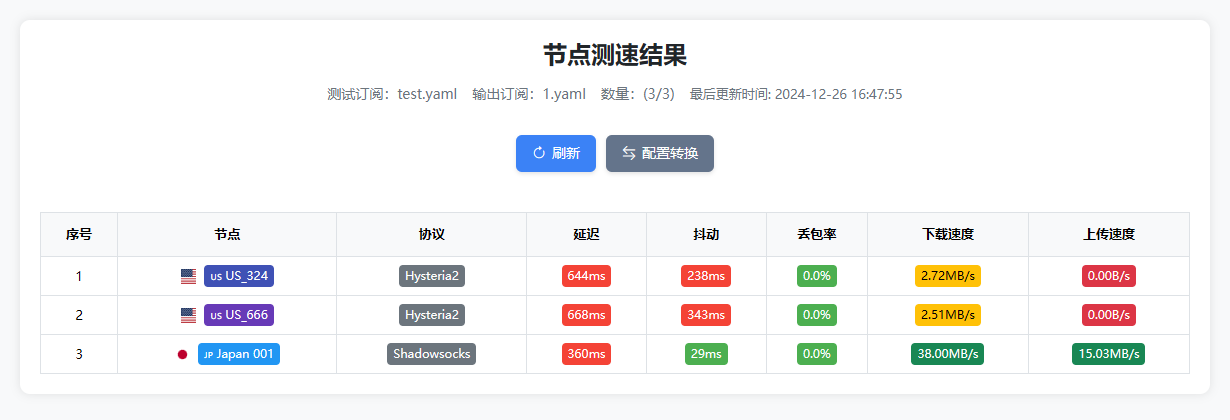 节点测速结果
测试订阅：test.yaml 输出订阅：1.yaml 数量：(3/3) 最后更新时间: 2024-12-26 16:47:55
刷新 配置转换
序号 节点 协议 延迟 抖动 丢包率 下载速度 上传速度
1 us US_324 Hysteria2 644ms 238ms 0.0% 2.72MB/s 0.00B/s
2 us US_666 Hysteria2 668ms 343ms 0.0% 2.51MB/s 0.00B/s
3 JP Japan 001 Shadowsocks 360ms 29ms 0.0% 38.00MB/s 15.03MB/s